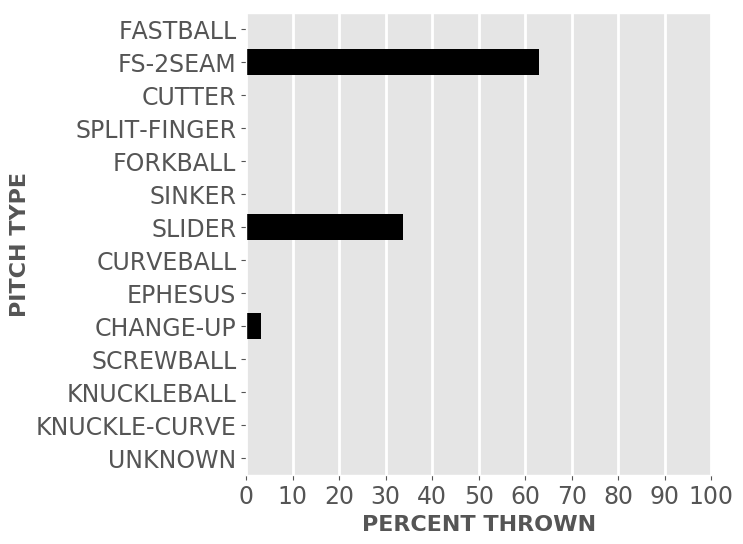 FASTBALL
FS-2SEAM
CUTTER
SPLIT-FINGER
FORKBALL
SINKER
SLIDER
CURVEBALL
EPHESUS
CHANGE-UP
SCREWBALL
KNUCKLEBALL
KNUCKLE-CURVE
UNKNOWN
PITCH TYPE
0 10 20 30 40 50 60 70 80 90 100
PERCENT THROWN